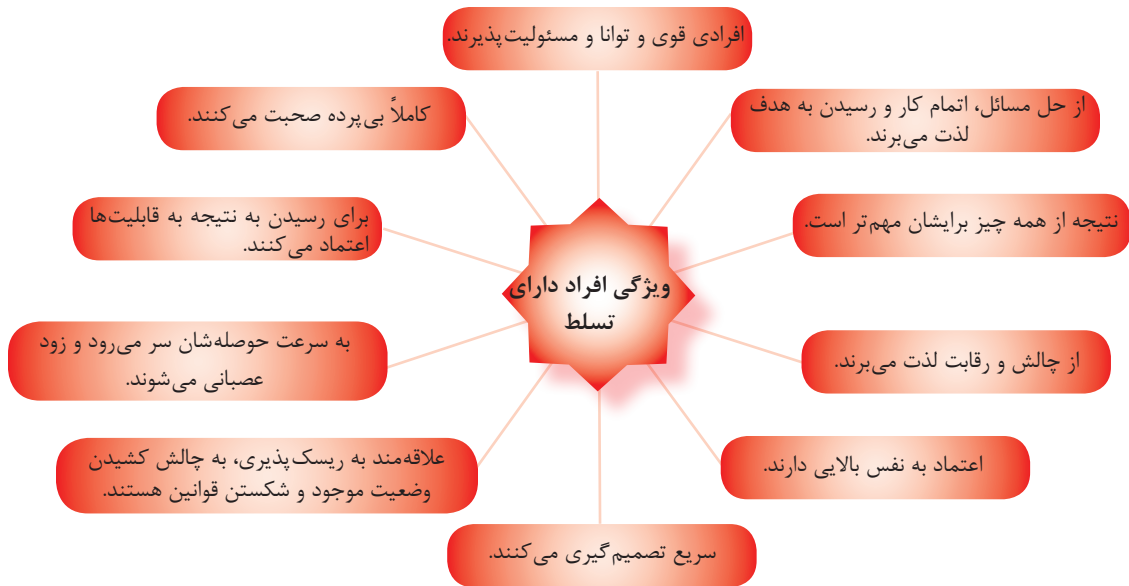 افرادی قوی و توانا و مسئولیت‌پذیرند.
از حل مسائل، اتمام کار و رسیدن به هدف
لذت می‌برند.
نتیجه از همه چیز برایشان مهم‌تر است.
از چالش و رقابت لذت می‌برند.
اعتماد به نفس بالایی دارند.
سریع تصمیم‌گیری می‌کنند.
علاقه‌مند به ریسک‌پذیری، به چالش کشیدن
وضعیت موجود و شکستن قوانین هستند.
به سرعت حوصله‌شان سر می‌رود و زود
عصبانی می‌شوند.
برای رسیدن به نتیجه به قابلیت‌ها
اعتماد می‌کنند.
کاملاً بی‌پرده صحبت می‌کنند.
ویژگی افراد دارای
تسلط